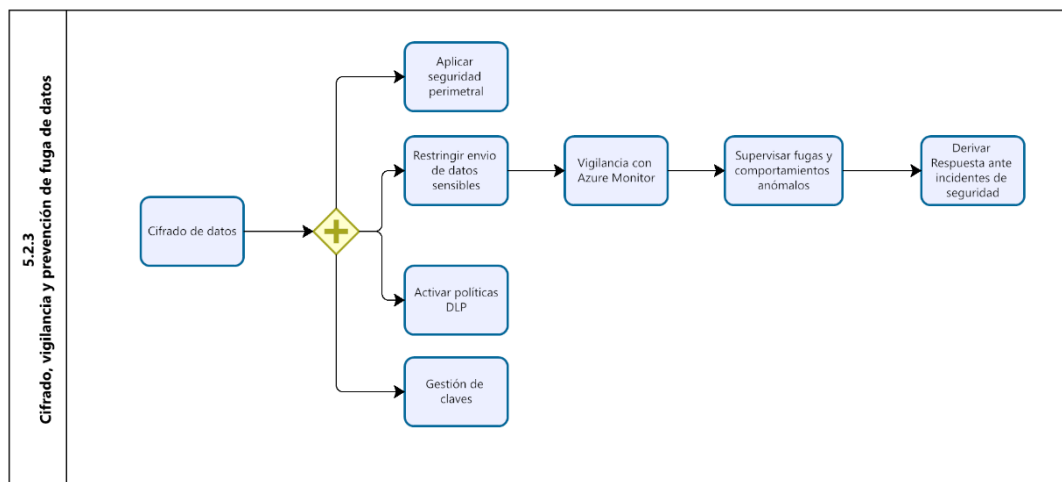 5.2.3
Cifrado, vigilancia y prevención de fuga de datos
Cifrado de datos
Aplicar
seguridad
perimetral
Restringir envio
de datos
sensibles
Vigilancia con
Azure Monitor
Supervisar fugas y
comportamientos
anómalos
Derivar
Respuesta ante
incidentes de
seguridad
Activar políticas
DLP
Gestión de
claves